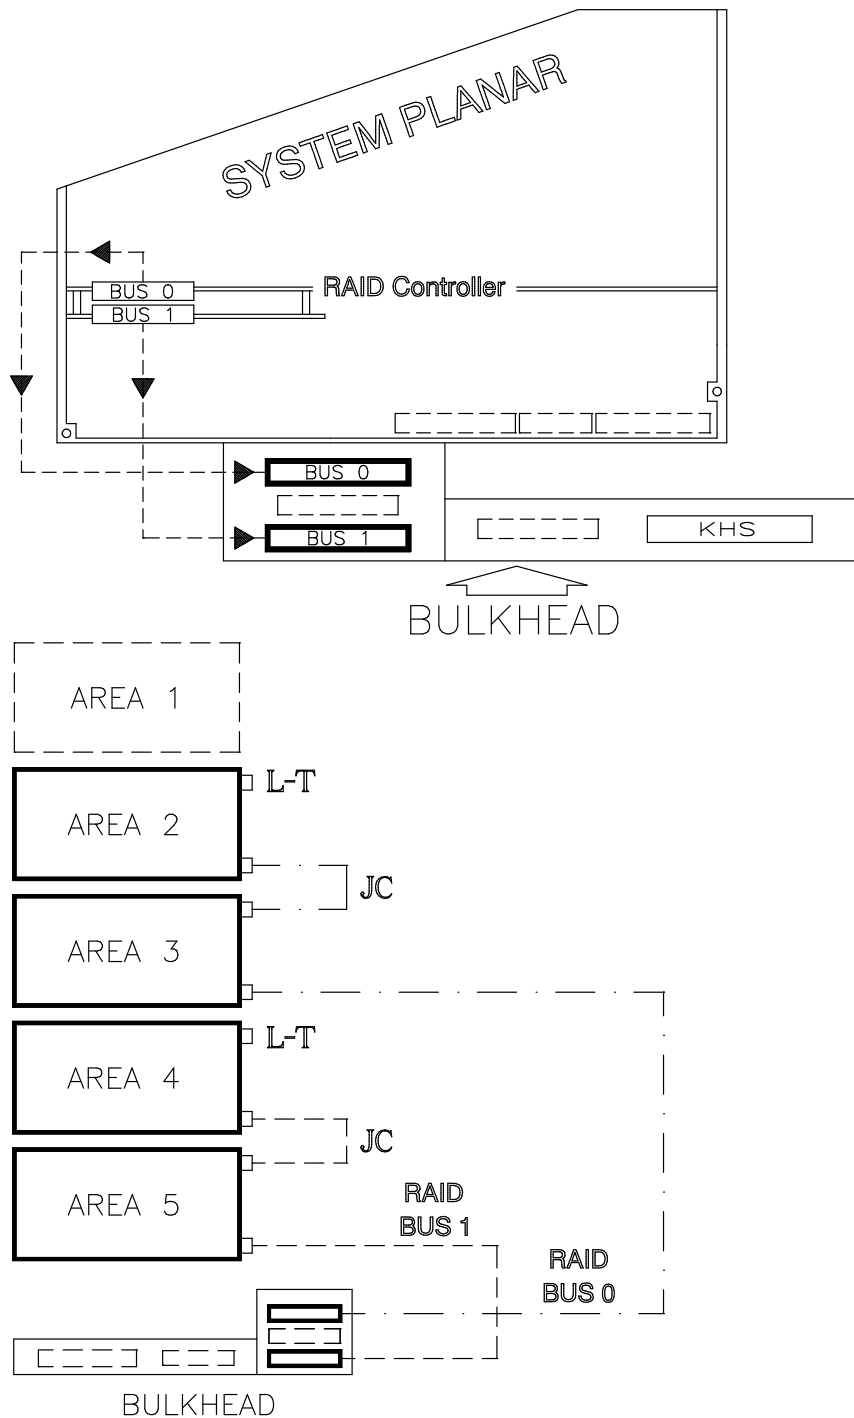 SYSTEM PLANAR
BUS 0
RAID Controller
BUS 1
BUS 0
BUS 1
KHS
BULKHEAD
AREA 1
L-T
AREA 2
JC
AREA 3
L-T
AREA 4
JC
AREA 5
RAID
BUS 1
RAID
BUS 0
BULKHEAD